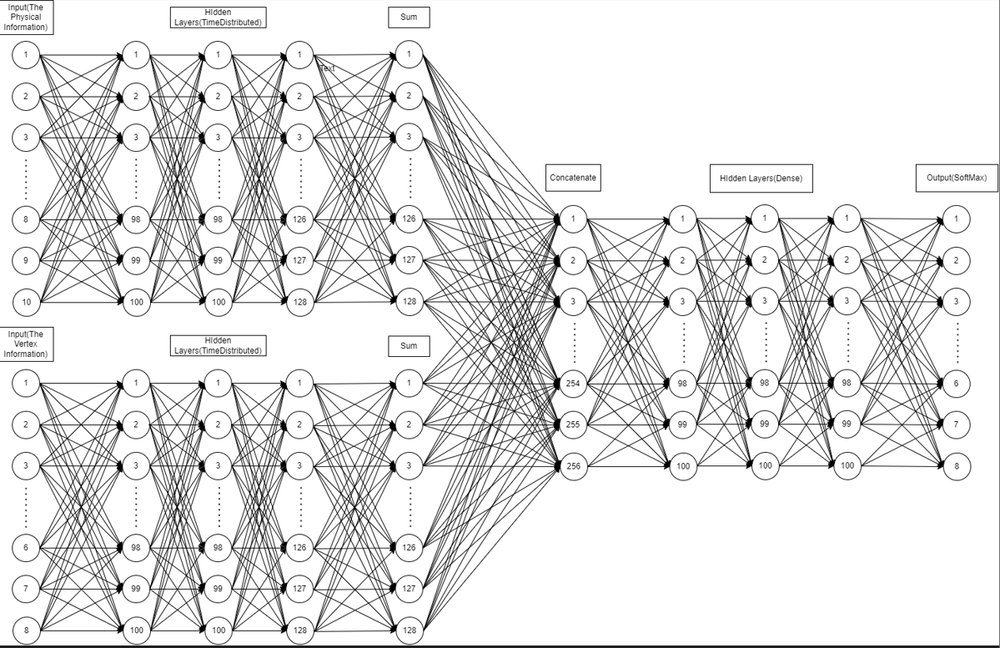 Input(The
Physical
Information)
HIdden
Layers(TimeDistributed)
Sum
1 1 1 1 1
Text
2 2 2 2 2
3 3 3 3 3
8 98 98 126 126
9 99 99 127 127
10 100 100 128 128
Concatenate
HIdden Layers(Dense)
Output(SoftMax)
1 1 1 1 1
2 2 2 2 2
3 3 3 3 3
254 98 98 98 6
255 99 99 99 7
256 100 100 100 8
Input(The
Vertex
Information)
HIdden
Layers(TimeDistributed)
Sum
1 1 1 1 1
2 2 2 2 2
3 3 3 3 3
6 98 98 126 126
7 99 99 127 127
8 100 100 128 128